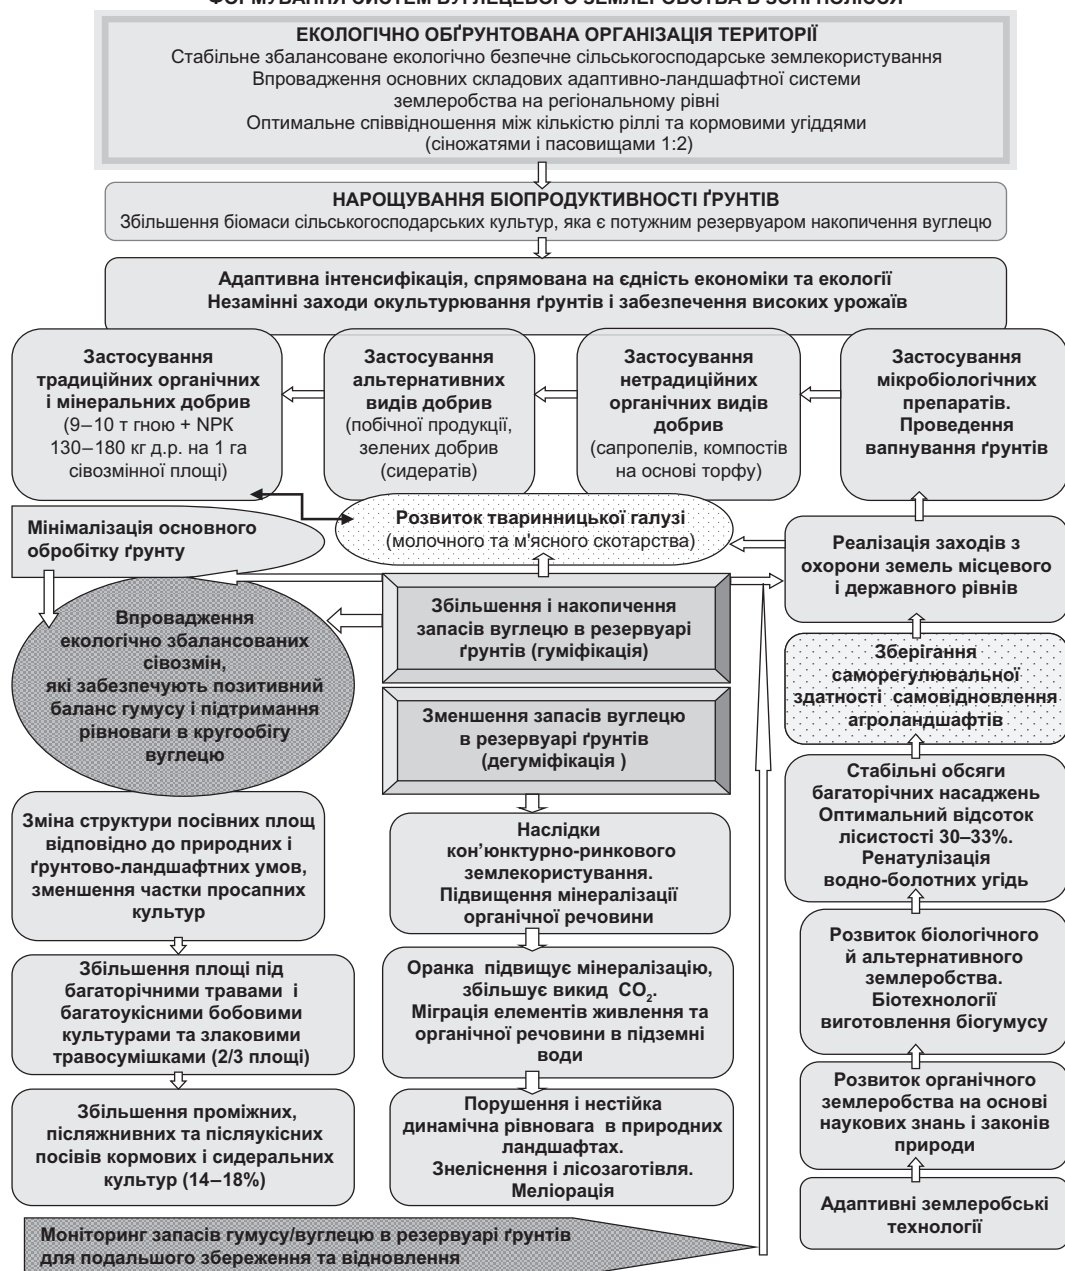 ФОРМУВАННЯ СИСТЕМ ВУГЛЕЦЕВОГО ЗЕМЛЕРОБСТВА В ЗОНІ ПОЛІССЯ
ЕКОЛОГІЧНО ОБҐРУНТОВАНА ОРГАНІЗАЦІЯ ТЕРИТОРІЇ
Стабільне збалансоване екологічно безпечне сільськогосподарське землекористування
Впровадження основних складових адаптивно-ландшафтної системи
землеробства на регіональному рівні
Оптимальне співвідношення між кількістю ріллі та кормовими угіддями
(сіножатями і пасовищами 1:2)
НАРОЩУВАННЯ БІОПРОДУКТИВНОСТІ ҐРУНТІВ
Збільшення біомаси сільськогосподарських культур, яка є потужним резервуаром накопичення вуглецю
Адаптивна інтенсифікація, спрямована на єдність економіки та екології
Незамінні заходи окультурювання ґрунтів і забезпечення високих урожаїв
Застосування
традиційних органічних
і мінеральних добрив
(9–10 т гною + NPK
130–180 кг д.р. на 1 га
сівозмінної площі)
Застосування
альтернативних
видів добрив
(побічної продукції,
зелених добрив
(сидератів)
Застосування
нетрадиційних
органічних видів
добрив
(сапропелів, компостів
на основі торфу)
Застосування
мікробіологічних
препаратів.
Проведення
вапнування ґрунтів
Мінімалізація основного
обробітку ґрунту
Розвиток тваринницької галузі
(молочного та м'ясного скотарства)
Реалізація заходів з
охорони земель місцевого
і державного рівнів
Впровадження
екологічно збалансованих
сівозмін,
які забезпечують позитивний
баланс гумусу і підтримання
рівноваги в кругообігу
вуглецю
Збільшення і накопичення
запасів вуглецю в резервуарі
ґрунтів (гуміфікація)
Зменшення запасів вуглецю
в резервуарі ґрунтів
(дегуміфікація )
Зберігання
саморегулювальної
здатності самовідновлення
агроландшафтів
Стабільні обсяги
багаторічних насаджень
Оптимальний відсоток
лісистості 30–33%.
Ренатулізація
водно-болотних угідь
Зміна структури посівних площ
відповідно до природних і
ґрунтово-ландшафтних умов,
зменшення частки просапних
культур
Наслідки
кон’юнктурно-ринкового
землекористування.
Підвищення мінералізації
органічної речовини
Розвиток біологічного
й альтернативного
землеробства.
Біотехнології
виготовлення біогумусу
Збільшення площі під
багаторічними травами і
багатоукісними бобовими
культурами та злаковими
травосумішками (2/3 площі)
Оранка підвищує мінералізацію,
збільшує викид CO₂.
Міграція елементів живлення та
органічної речовини в підземні
води
Розвиток органічного
землеробства на основі
наукових знань і законів
природи
Збільшення проміжних,
післяжнивних та післяукісних
посівів кормових і сидеральних
культур (14–18%)
Порушення і нестійка
динамічна рівновага в природних
ландшафтах.
Знеліснення і лісозаготівля.
Меліорація
Адаптивні землеробські
технології
Моніторинг запасів гумусу/вуглецю в резервуарі ґрунтів
для подальшого збереження та відновлення